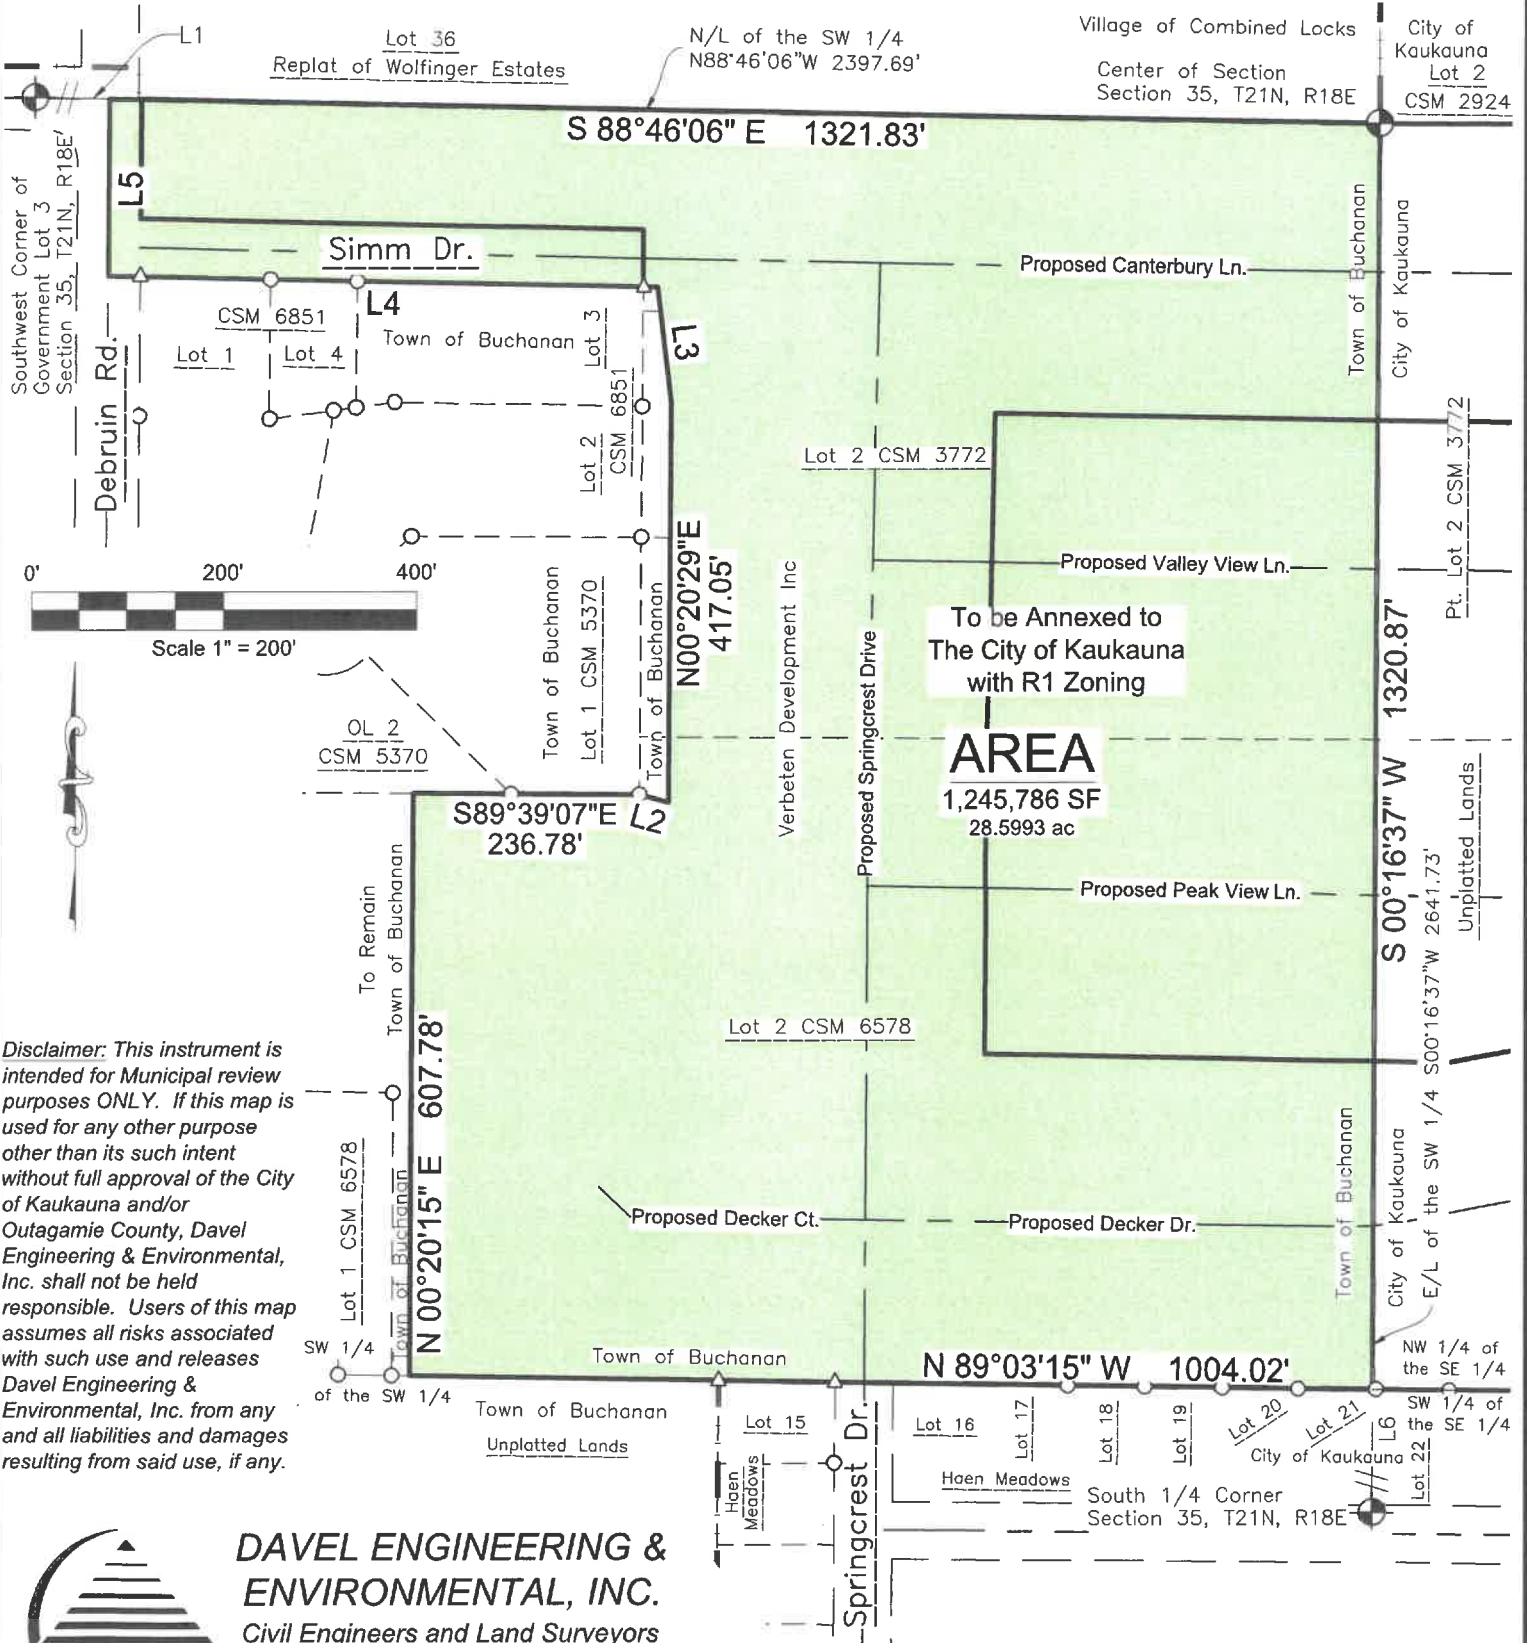 L1
Lot 36
Replat of Wolfinger Estates
N/L of the SW 1/4
N88°46'06"W 2397.69'
Village of Combined Locks
Center of Section
Section 35, T21N, R18E
City of
Kaukauna
Lot 2
CSM 2924
S 88°46'06" E 1321.83'
Southwest Corner of
Government Lot 3
Section 35, T21N, R18E
L5
Simm Dr.
Proposed Canterbury Ln.
Town of Buchanan
City of Kaukauna
CSM 6851
L4
Lot 1
Lot 4
Town of Buchanan
Lot 3
L3
Debruin Rd.
Lot 2
CSM 6851
Lot 2 CSM 3772
Pt. Lot 2 CSM 3772
0' 200' 400'
Scale 1" = 200'
Town of Buchanan
Lot 1 CSM 5370
Town of Buchanan
N00°20'29"E
417.05'
Verbeten Development Inc
Proposed Springcrest Drive
Proposed Valley View Ln.
To be Annexed to
The City of Kaukauna
with R1 Zoning
AREA
1,245,786 SF
28.5993 ac
S 00°16'37" W 1320.87'
Unplatted Lands
OL 2
CSM 5370
S89°39'07"E
236.78'
L2
Proposed Peak View Ln.
To Remain
Town of Buchanan
Lot 2 CSM 6578
N 00°20'15" E 607.78'
Disclaimer: This instrument is
intended for Municipal review
purposes ONLY. If this map is
used for any other purpose
other than its such intent
without full approval of the City
of Kaukauna and/or
Outagamie County, Davel
Engineering & Environmental,
Inc. shall not be held
responsible. Users of this map
assumes all risks associated
with such use and releases
Davel Engineering &
Environmental, Inc. from any
and all liabilities and damages
resulting from said use, if any.
Lot 1 CSM 6578
Town of Buchanan
Proposed Decker Ct.
Proposed Decker Dr.
Town of Buchanan
City of Kaukauna
E/L of the SW 1/4 S00°16'37"W 2641.73'
SW 1/4
of the SW 1/4
Town of Buchanan
N 89°03'15" W 1004.02'
NW 1/4 of
the SE 1/4
SW 1/4 of
the SE 1/4
Town of Buchanan
Unplatted Lands
Lot 15
Haen
Meadows
Springcrest Dr.
Lot 16
Lot 17
Lot 18
Lot 19
Lot 20
Lot 21
L6
Lot 22
City of Kaukauna
Haen Meadows
South 1/4 Corner
Section 35, T21N, R18E
DAVEL ENGINEERING &
ENVIRONMENTAL, INC.
Civil Engineers and Land Surveyors